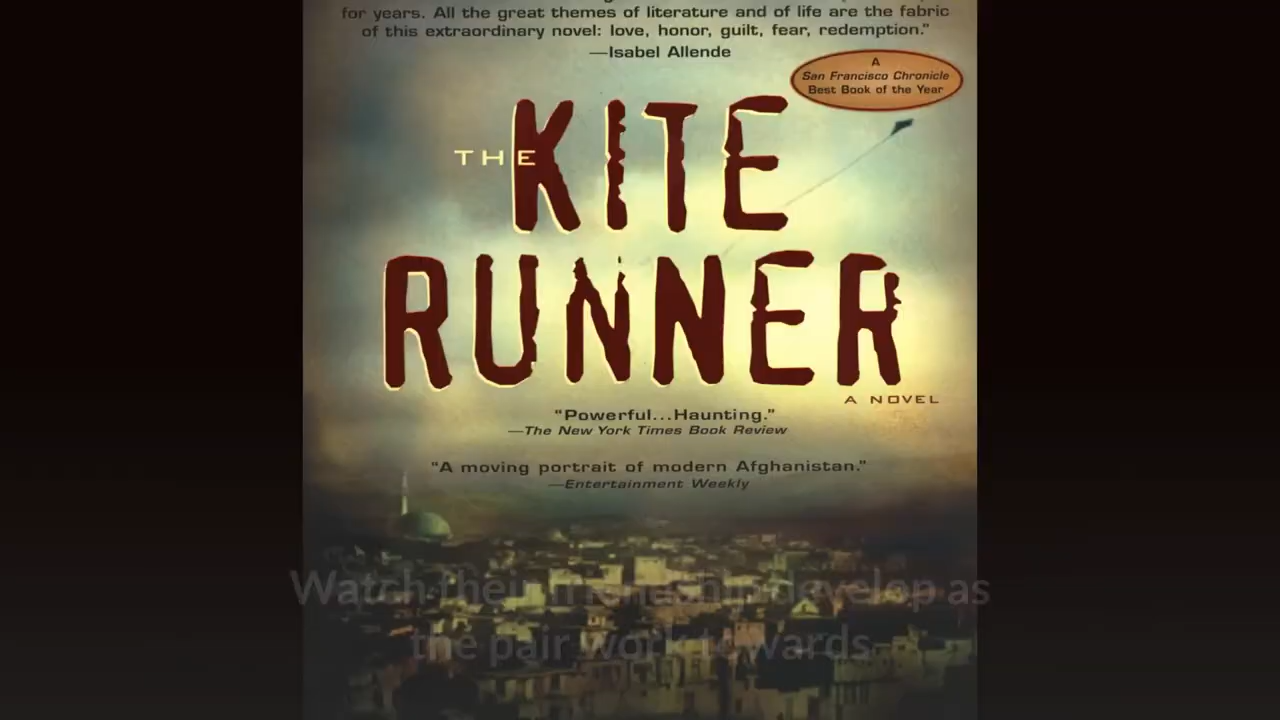 for years. All the great themes of literature and of life are the fabric
of this extraordinary novel: love, honor, guilt, fear, redemption.”
—Isabel Allende
A
San Francisco Chronicle
Best Book of the Year
THE KITE
RUNNER
A NOVEL
“Powerful...Haunting.”
—The New York Times Book Review
“A moving portrait of modern Afghanistan.”
—Entertainment Weekly
Watch their friendship develop as
the pair work towards